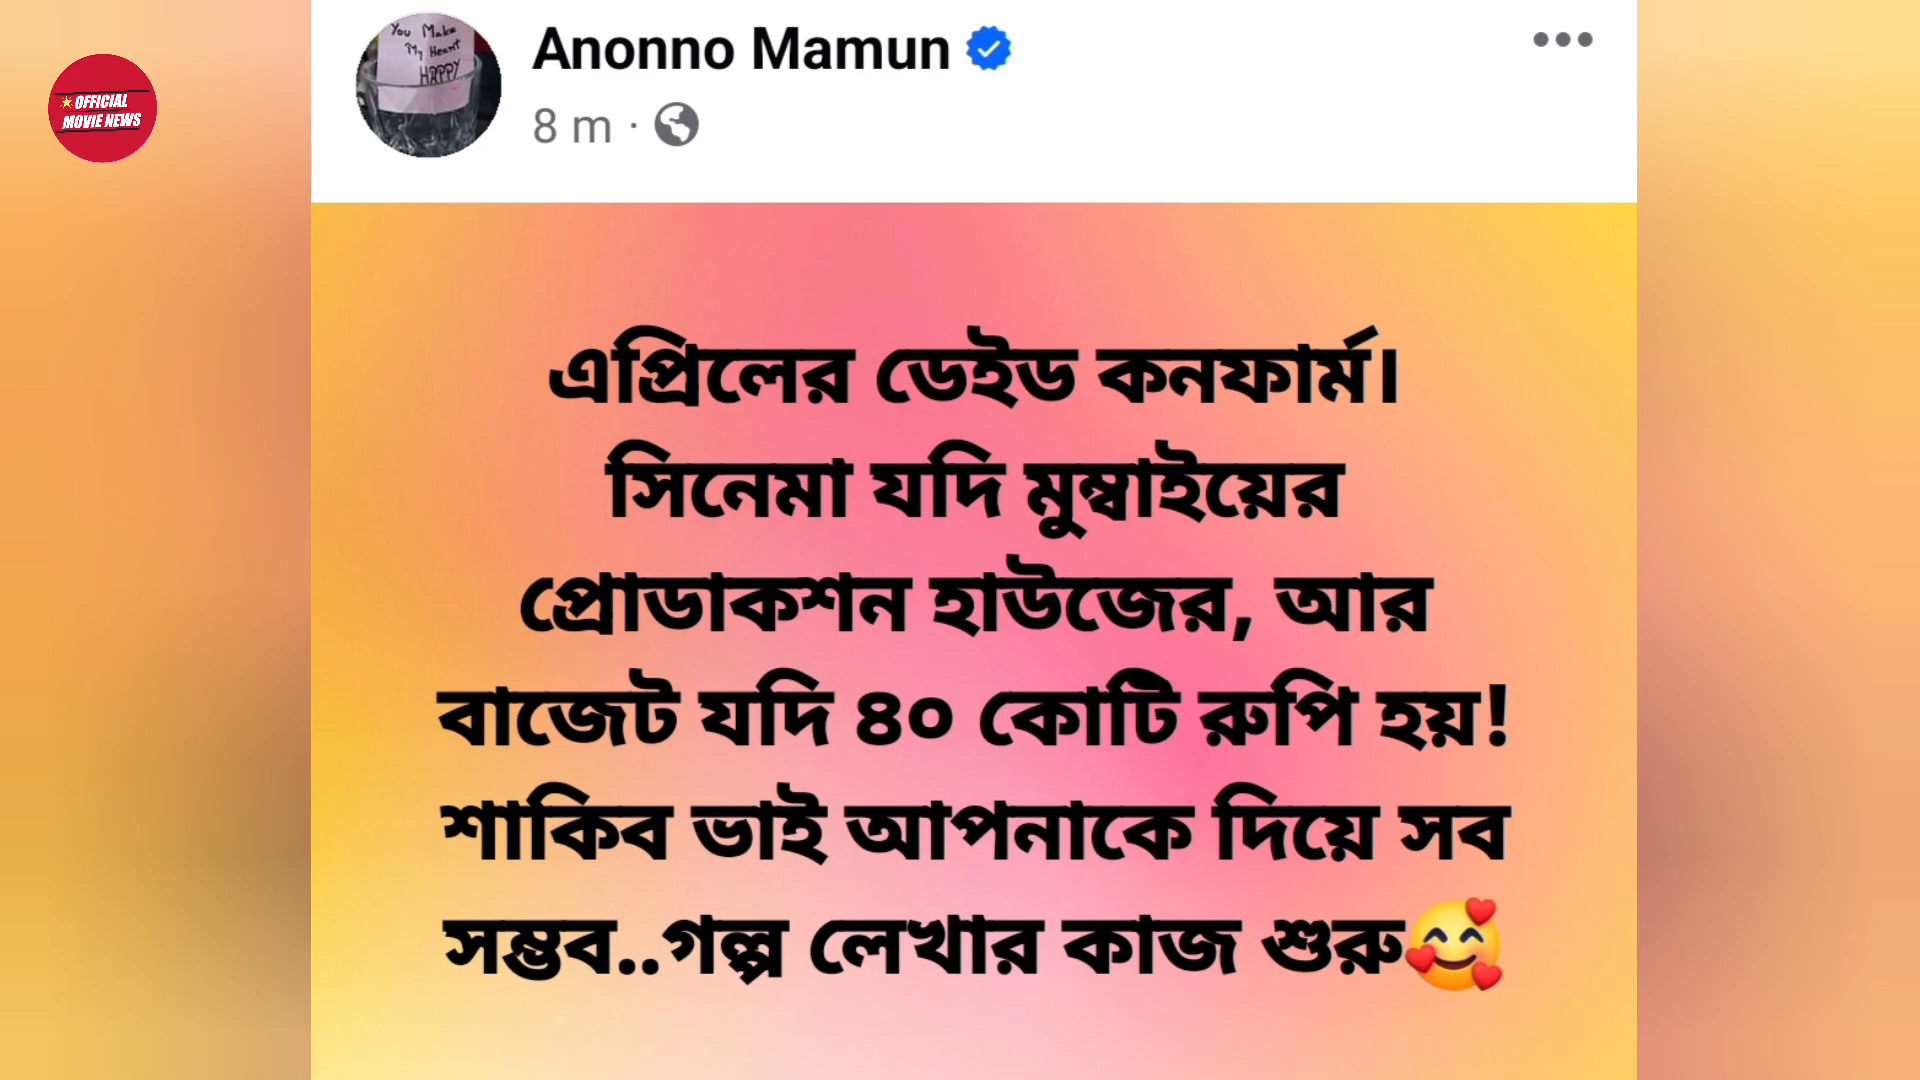 OFFICIAL
MOVIE NEWS
You Make
My Heart
HAPPY
Anonno Mamun
8 m ·
এপ্রিলের ডেইড কনফার্ম।
সিনেমা যদি মুম্বাইয়ের
প্রোডাকশন হাউজের, আর
বাজেট যদি ৪০ কোটি রুপি হয়!
শাকিব ভাই আপনাকে দিয়ে সব
সম্ভব..গল্প লেখার কাজ শুরু🥰